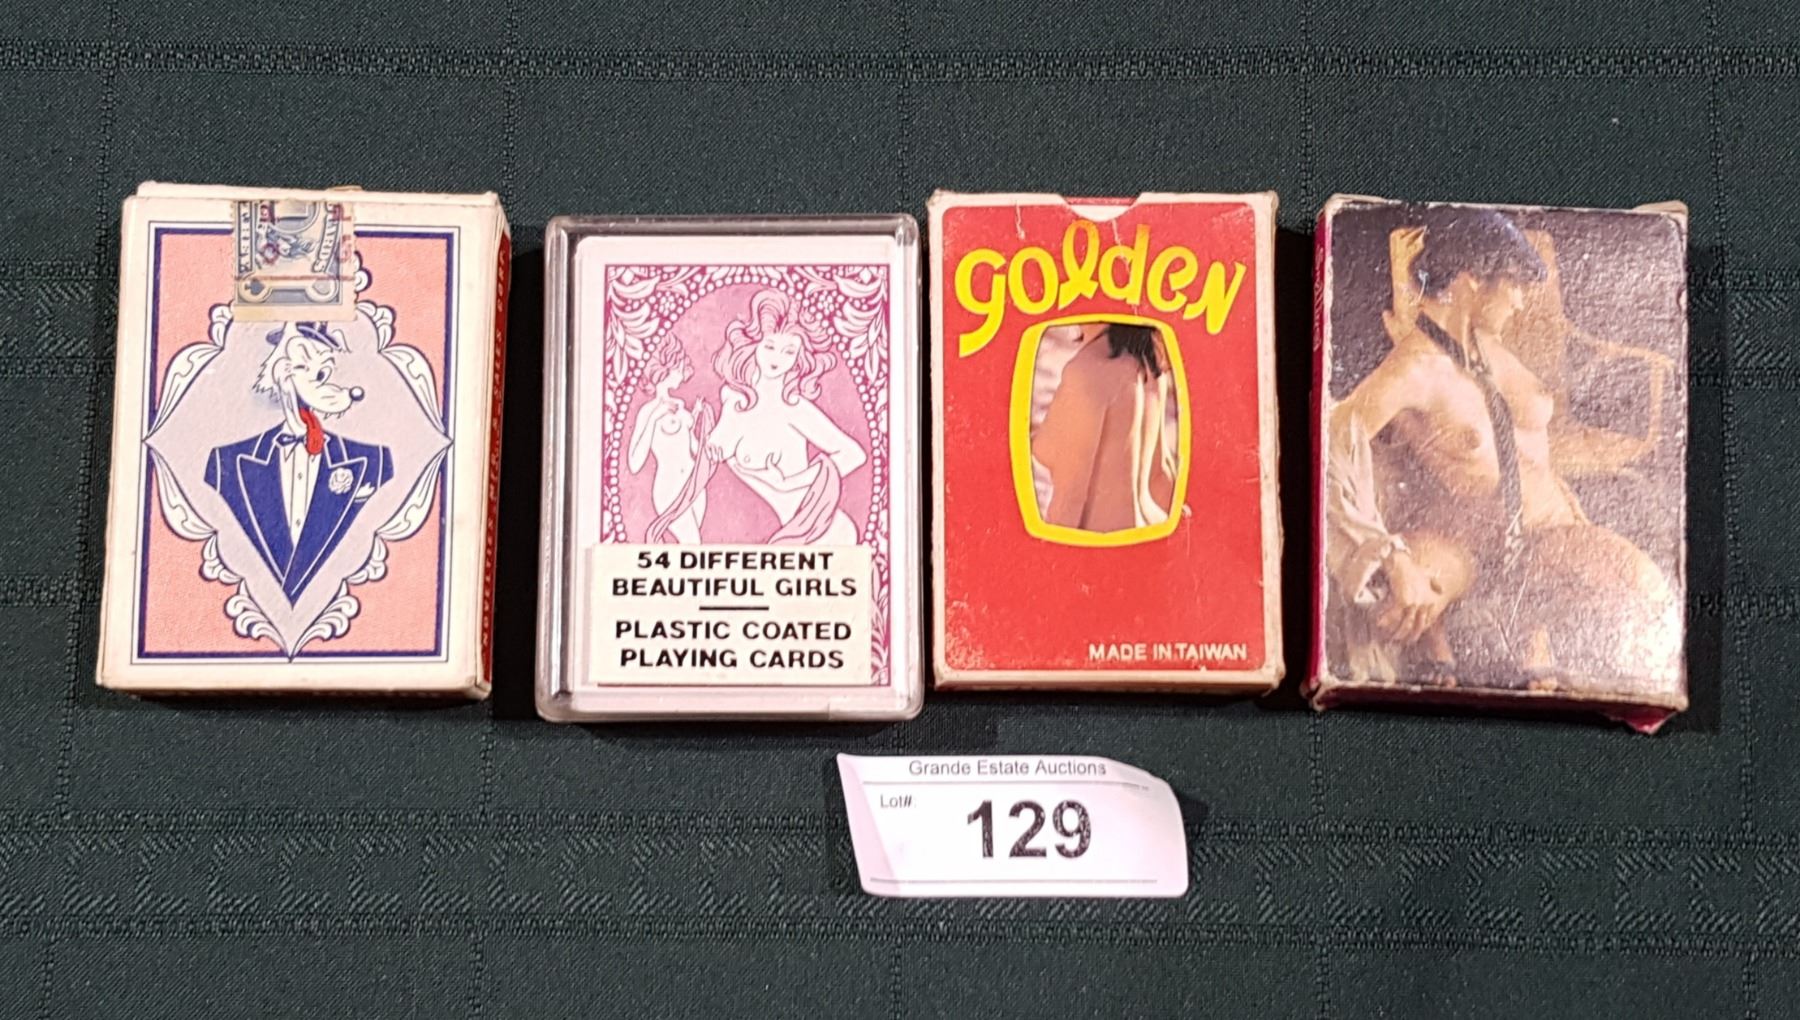 54 DIFFERENT
BEAUTIFUL GIRLS
PLASTIC COATED
PLAYING CARDS
golden
MADE IN TAIWAN
Grande Estate Auctions
Lot#:
129